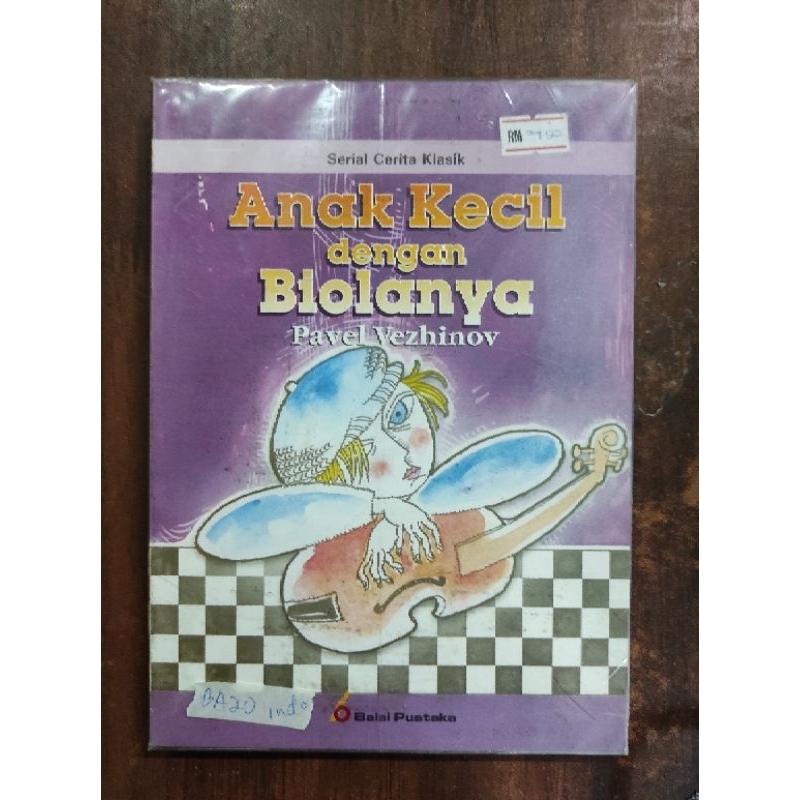 RM
Serial Cerita Klasik
Anak Kecil
dengan
Biolanya
Pavel Vezhinov
BA20 indo
Balai Pustaka